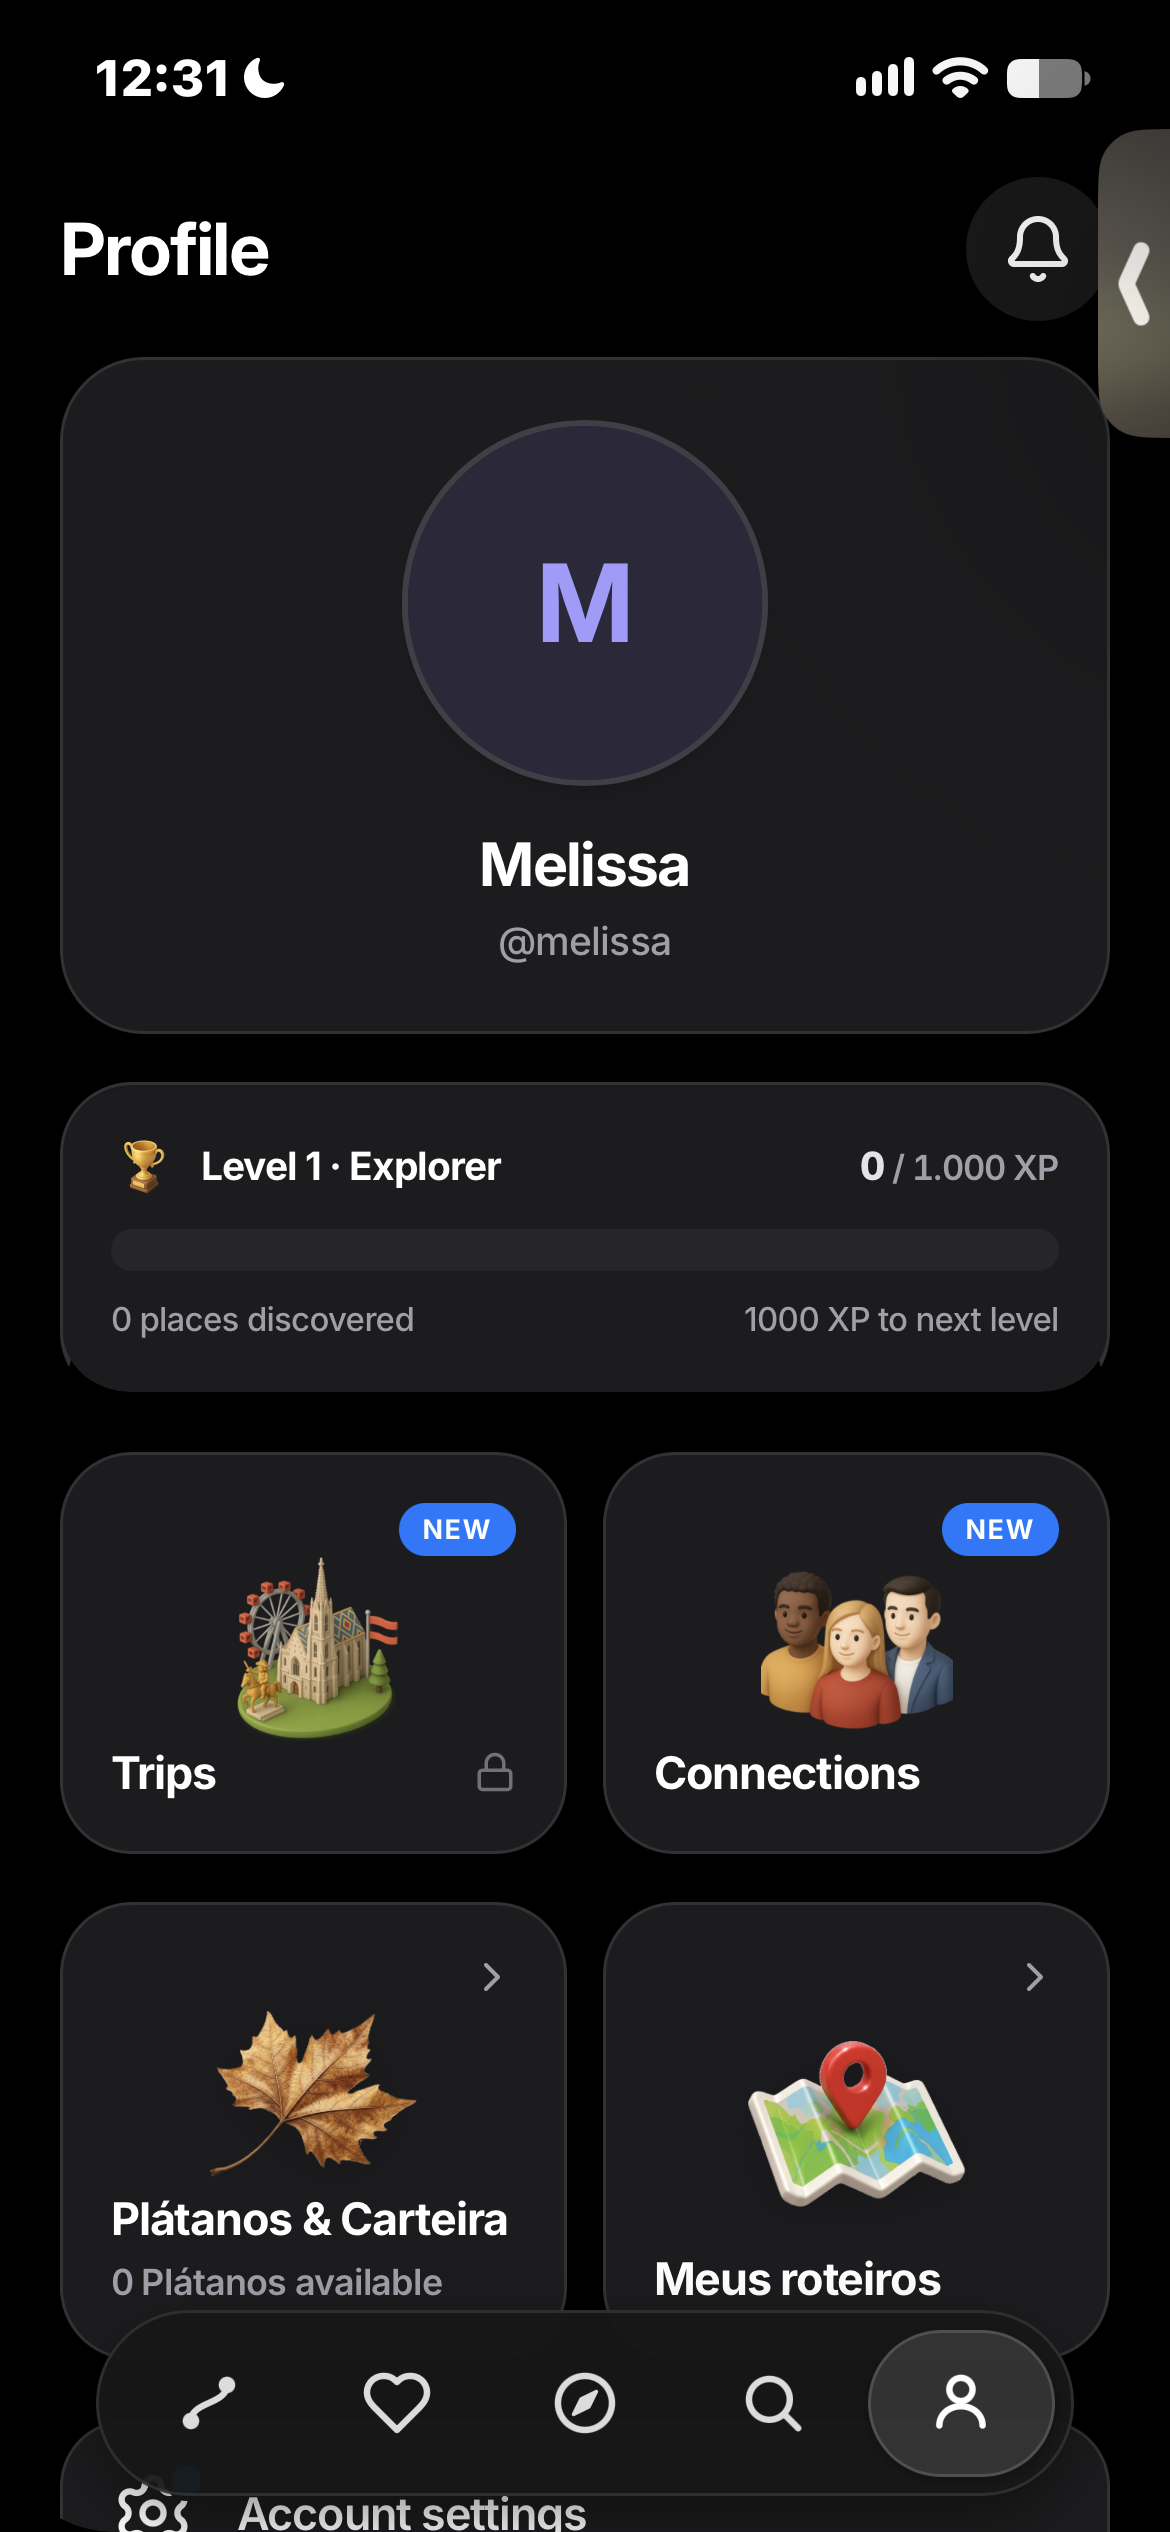 12:31
Profile
M
Melissa
@melissa
Level 1 · Explorer
0 / 1.000 XP
0 places discovered
1000 XP to next level
NEW
Trips
NEW
Connections
Plátanos & Carteira
0 Plátanos available
Meus roteiros
Account settings